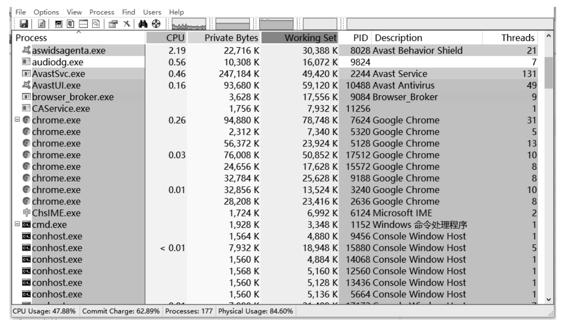 File Options View Process Find Users Help
Process CPU Private Bytes Working Set PID Description Threads
aswidsagenta.exe 2.19 22,716 K 30,388 K 8028 Avast Behavior Shield 21
audiodg.exe 0.56 10,308 K 16,072 K 9824 7
AvastSvc.exe 0.46 247,184 K 49,420 K 2244 Avast Service 131
AvastUI.exe 0.16 93,680 K 59,120 K 10488 Avast Antivirus 49
browser_broker.exe 3,628 K 17,556 K 9084 Browser_Broker 9
CAService.exe 1,756 K 7,932 K 11256 1
chrome.exe 0.26 94,880 K 78,748 K 7624 Google Chrome 31
chrome.exe 2,312 K 7,340 K 5320 Google Chrome 5
chrome.exe 56,372 K 23,924 K 5128 Google Chrome 13
chrome.exe 0.03 76,008 K 50,852 K 17512 Google Chrome 10
chrome.exe 24,656 K 17,628 K 15572 Google Chrome 8
chrome.exe 32,784 K 25,628 K 9188 Google Chrome 8
chrome.exe 0.01 32,856 K 13,524 K 3240 Google Chrome 10
chrome.exe 28,208 K 23,416 K 2636 Google Chrome 8
ChsIME.exe 1,724 K 6,992 K 6124 Microsoft IME 2
cmd.exe 1,928 K 3,348 K 1152 Windows 命令处理程序 1
conhost.exe 1,564 K 4,880 K 9456 Console Window Host 1
conhost.exe < 0.01 7,932 K 18,948 K 15880 Console Window Host 5
conhost.exe 1,560 K 4,884 K 14068 Console Window Host 1
conhost.exe 1,568 K 5,160 K 12560 Console Window Host 1
conhost.exe 1,560 K 5,128 K 13436 Console Window Host 1
conhost.exe 1,560 K 5,136 K 5664 Console Window Host 1
CPU Usage: 47.88% Commit Charge: 62.89% Processes: 177 Physical Usage: 84.60%